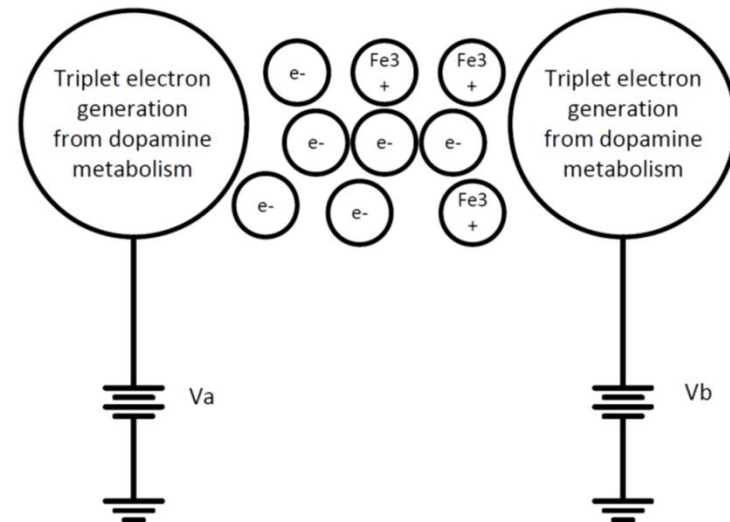 Triplet electron
generation
from dopamine
metabolism
e-
Fe3
+
Fe3
+
e-
e-
e-
e-
e-
Fe3
+
Triplet electron
generation
from dopamine
metabolism
Va
Vb